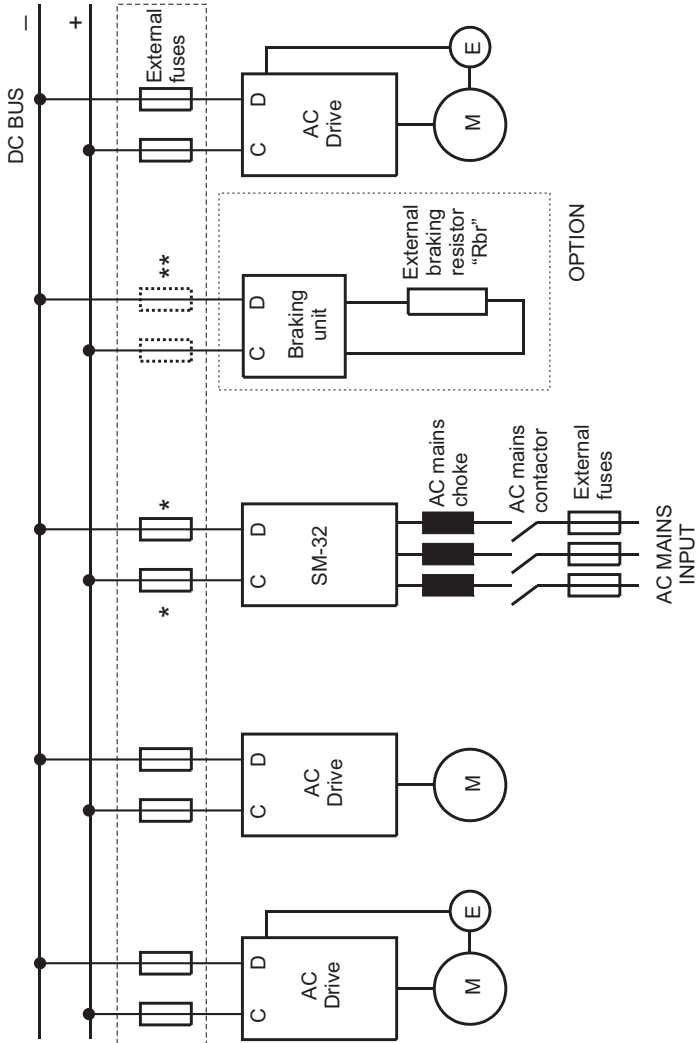 DC BUS
–
+
External
fuses
*
*
**
C
D
C
D
C
D
C
D
C
D
AC
Drive
AC
Drive
SM-32
Braking
unit
AC
Drive
External
braking
resistor
“Rbr”
AC mains
choke
M
E
M
M
E
AC mains
contactor
External
fuses
OPTION
AC MAINS
INPUT